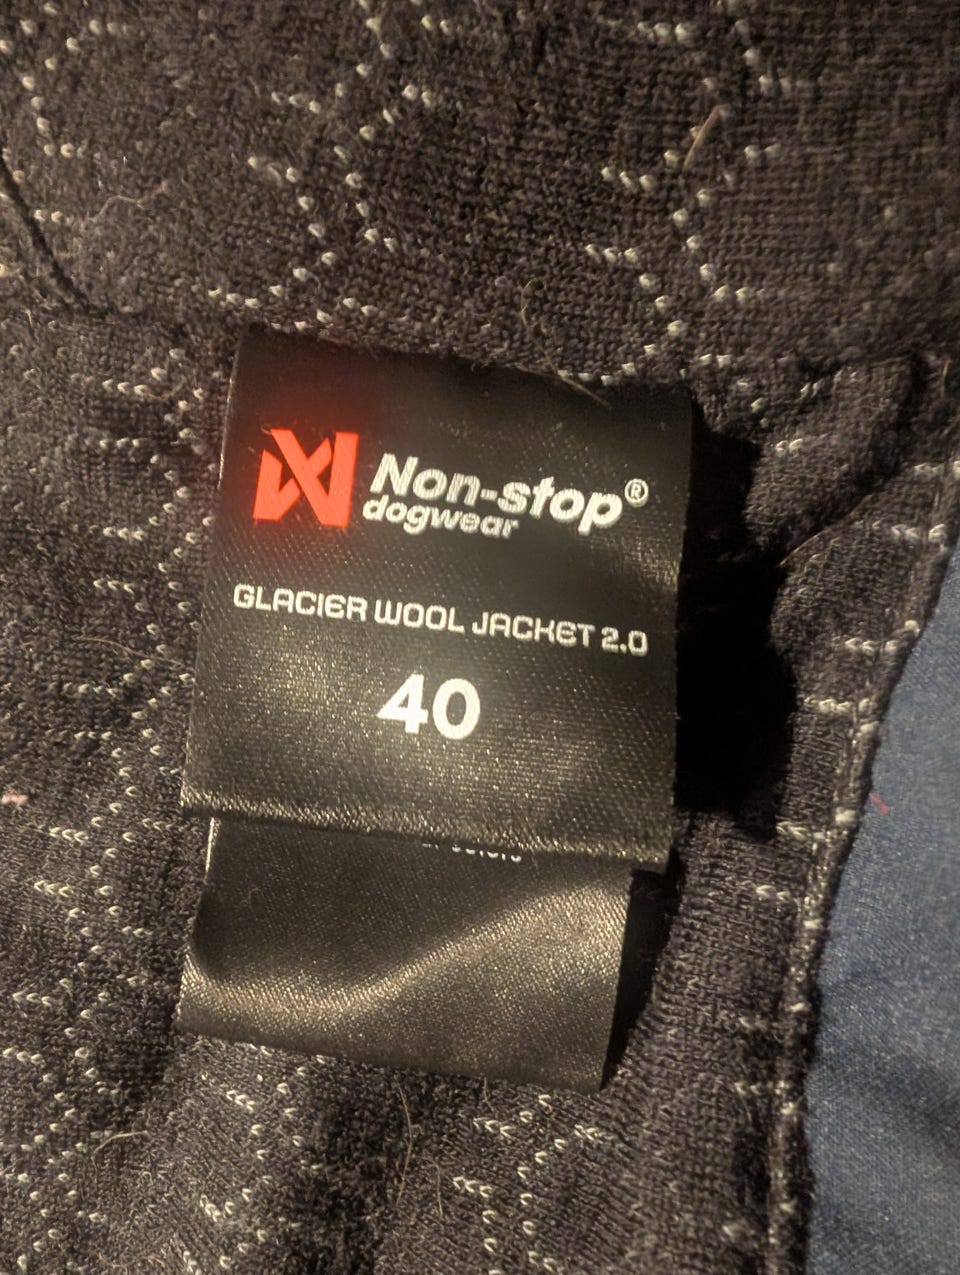 Non-stop®
dogwear
GLACIER WOOL JACKET 2.0
40